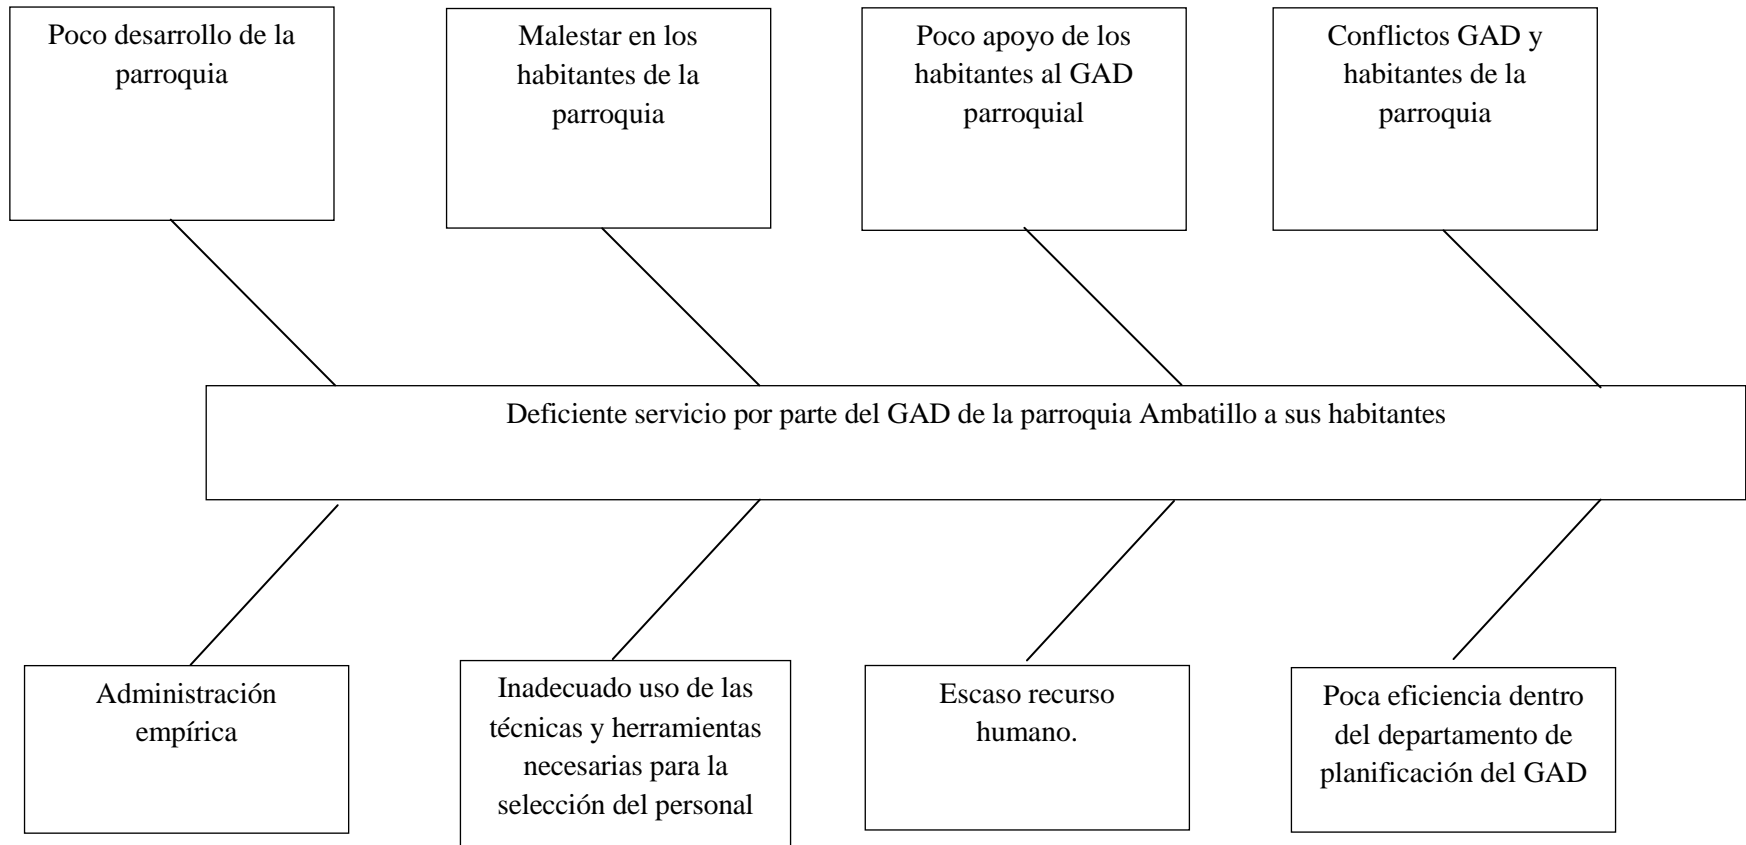 Poco desarrollo de la
parroquia
Malestar en los
habitantes de la
parroquia
Poco apoyo de los
habitantes al GAD
parroquial
Conflictos GAD y
habitantes de la
parroquia
Deficiente servicio por parte del GAD de la parroquia Ambatillo a sus habitantes
Administración
empírica
Inadecuado uso de las
técnicas y herramientas
necesarias para la
selección del personal
Escaso recurso
humano.
Poca eficiencia dentro
del departamento de
planificación del GAD